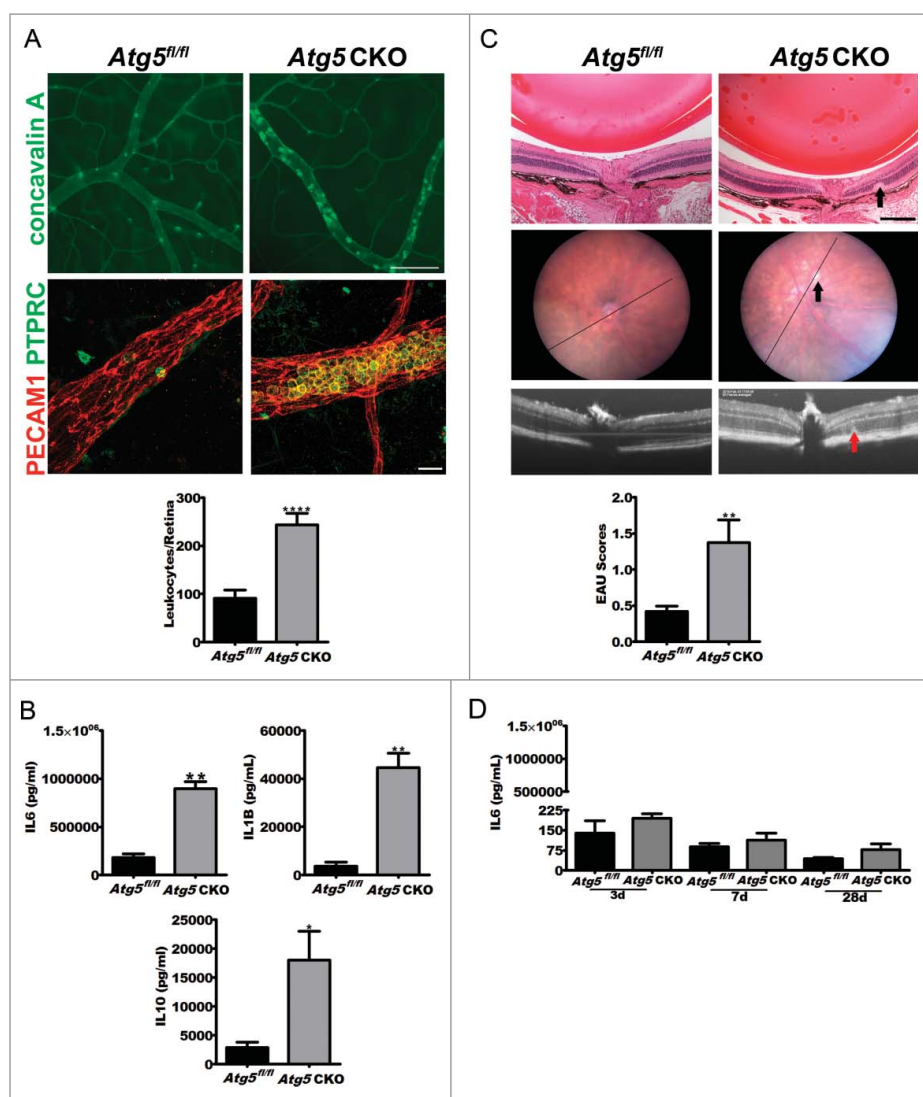 A
Atg5fl/fl
Atg5 CKO
concavalin A
PECAM1 PTPRC
Leukocytes/Retina
300
200
100
0
****
Atg5fl/fl
Atg5 CKO
C
Atg5fl/fl
Atg5 CKO
EAU Scores
2.0
1.5
1.0
0.5
0.0
**
Atg5fl/fl
Atg5 CKO
B
IL6 (pg/ml)
1.5×10⁰⁶
1000000
500000
0
**
Atg5fl/fl
Atg5 CKO
IL1B (pg/mL)
60000
40000
20000
0
**
Atg5fl/fl
Atg5 CKO
IL10 (pg/ml)
25000
20000
15000
10000
5000
0
*
Atg5fl/fl
Atg5 CKO
D
IL6 (pg/mL)
1.5×10⁰⁶
1000000
500000
225
150
75
0
Atg5fl/fl
Atg5 CKO
Atg5fl/fl
Atg5 CKO
Atg5fl/fl
Atg5 CKO
3d
7d
28d